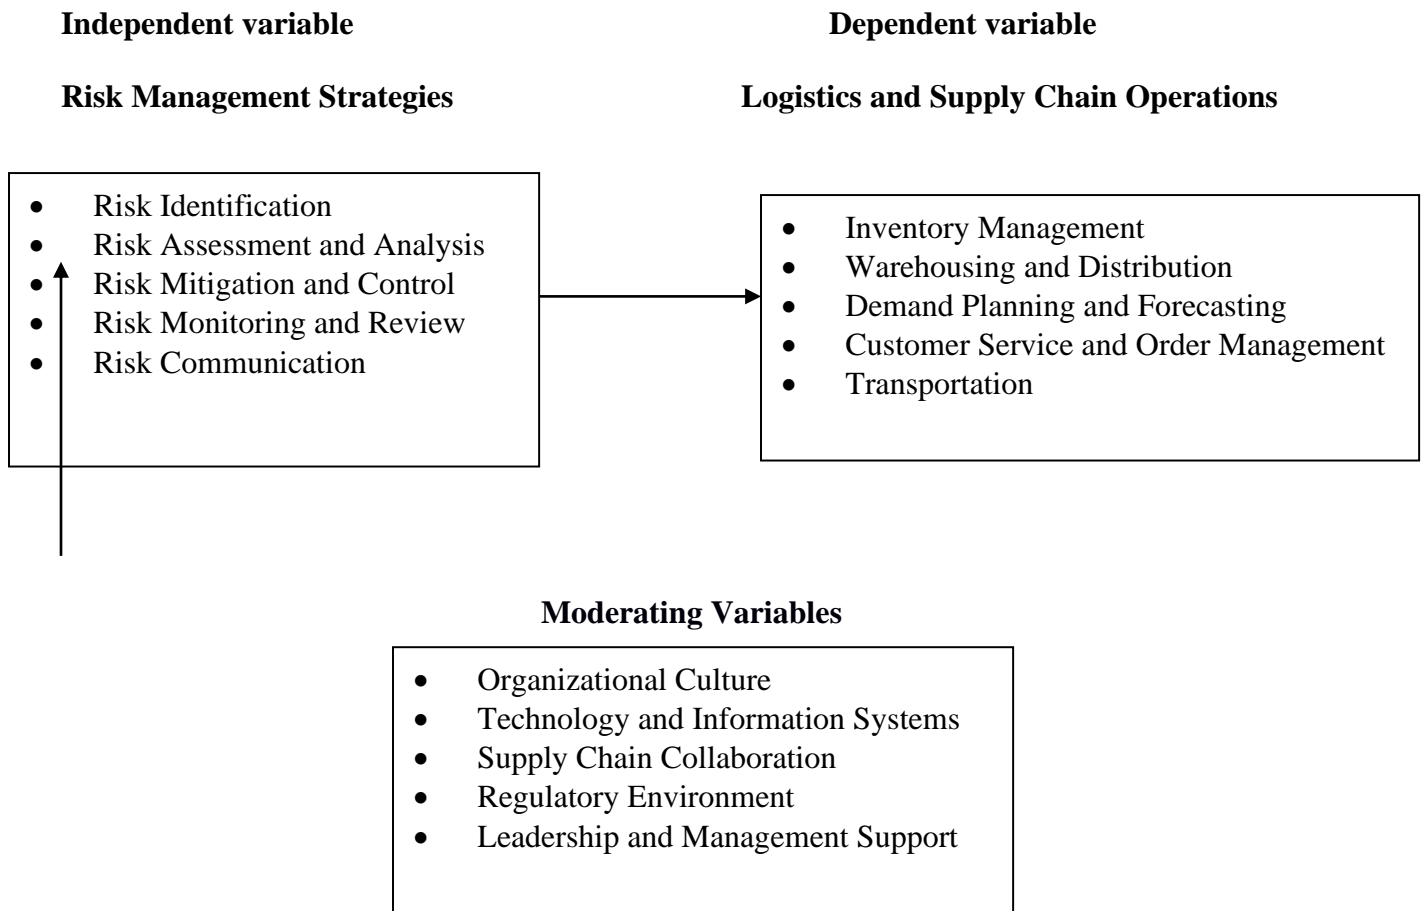 Independent variable
Dependent variable
Risk Management Strategies
Logistics and Supply Chain Operations
• Risk Identification
• Risk Assessment and Analysis
• Risk Mitigation and Control
• Risk Monitoring and Review
• Risk Communication
• Inventory Management
• Warehousing and Distribution
• Demand Planning and Forecasting
• Customer Service and Order Management
• Transportation
Moderating Variables
• Organizational Culture
• Technology and Information Systems
• Supply Chain Collaboration
• Regulatory Environment
• Leadership and Management Support